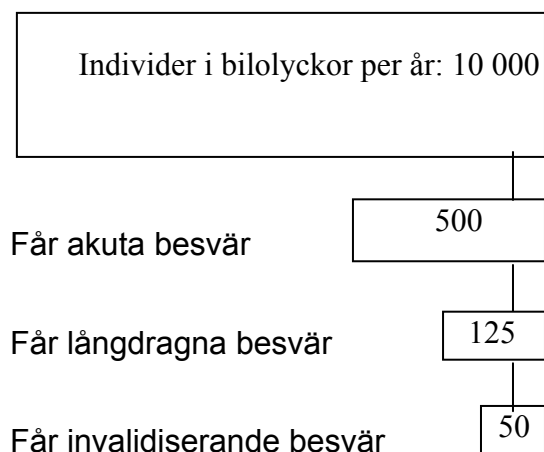 Individer i bilolyckor per år: 10 000
500
Får akuta besvär
125
Får långdragna besvär
50
Får invalidiserande besvär